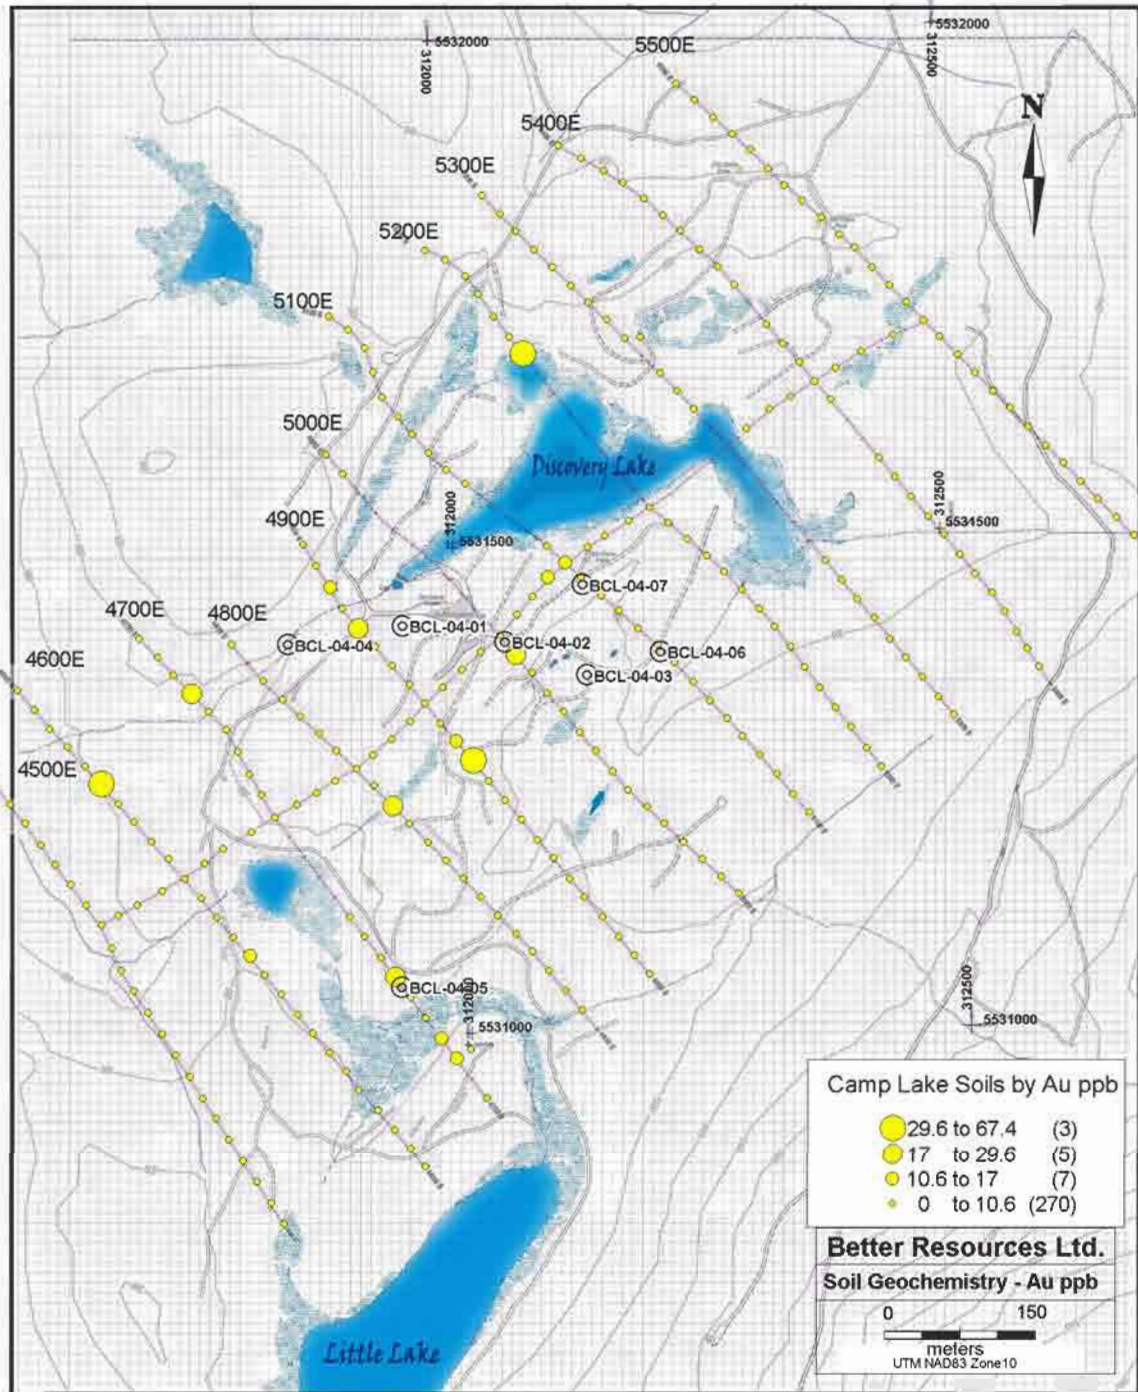 5532000
312000
5532000
312500
5500E
5400E
5300E
5200E
5100E
5000E
4900E
4800E
4700E
4600E
4500E
N
Discovery Lake
312000
5531500
312500
5531500
BCL-04-07
BCL-04-01
BCL-04-04
BCL-04-02
BCL-04-06
BCL-04-03
BCL-04-05
312000
5531000
312500
5531000
Little Lake
Camp Lake Soils by Au ppb
29.6 to 67.4 (3)
17 to 29.6 (5)
10.6 to 17 (7)
0 to 10.6 (270)
Better Resources Ltd.
Soil Geochemistry - Au ppb
0 150
meters
UTM NAD83 Zone10